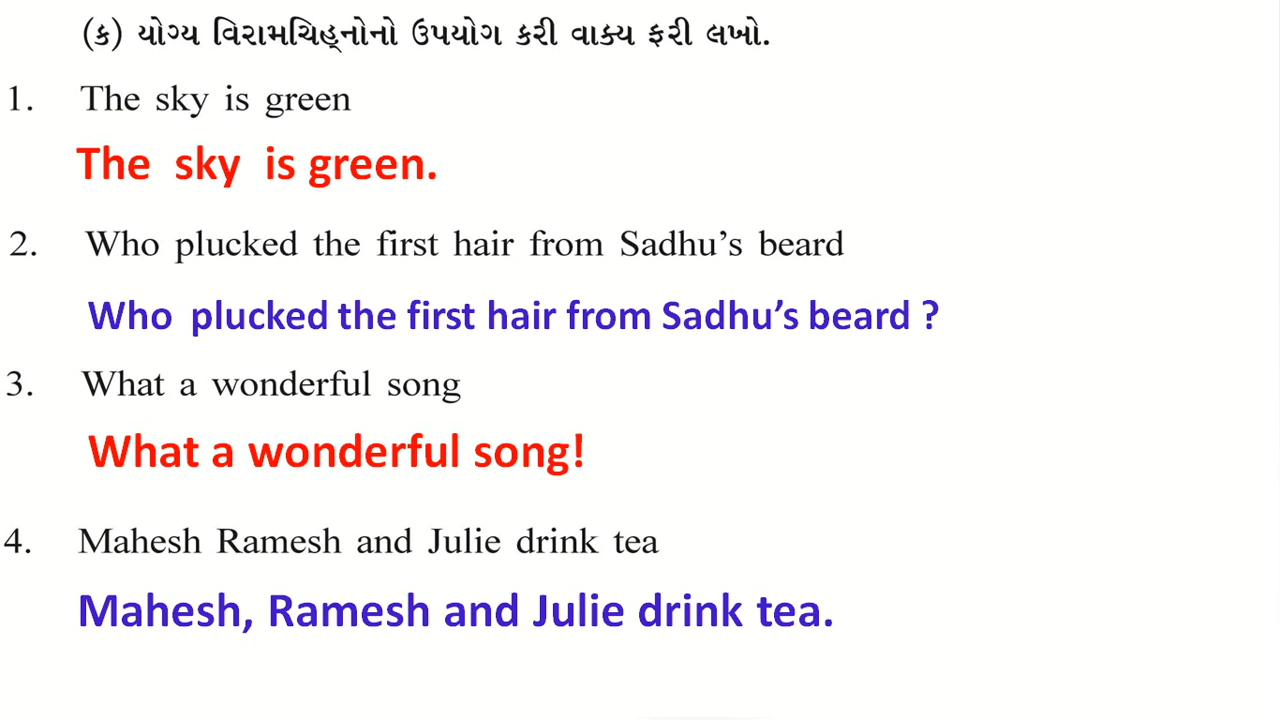 (ક) યોગ્ય વિરામચિહ્નોનો ઉપયોગ કરી વાક્ય ફરી લખો.
1. The sky is green
The sky is green.
2. Who plucked the first hair from Sadhu’s beard
Who plucked the first hair from Sadhu’s beard ?
3. What a wonderful song
What a wonderful song!
4. Mahesh Ramesh and Julie drink tea
Mahesh, Ramesh and Julie drink tea.